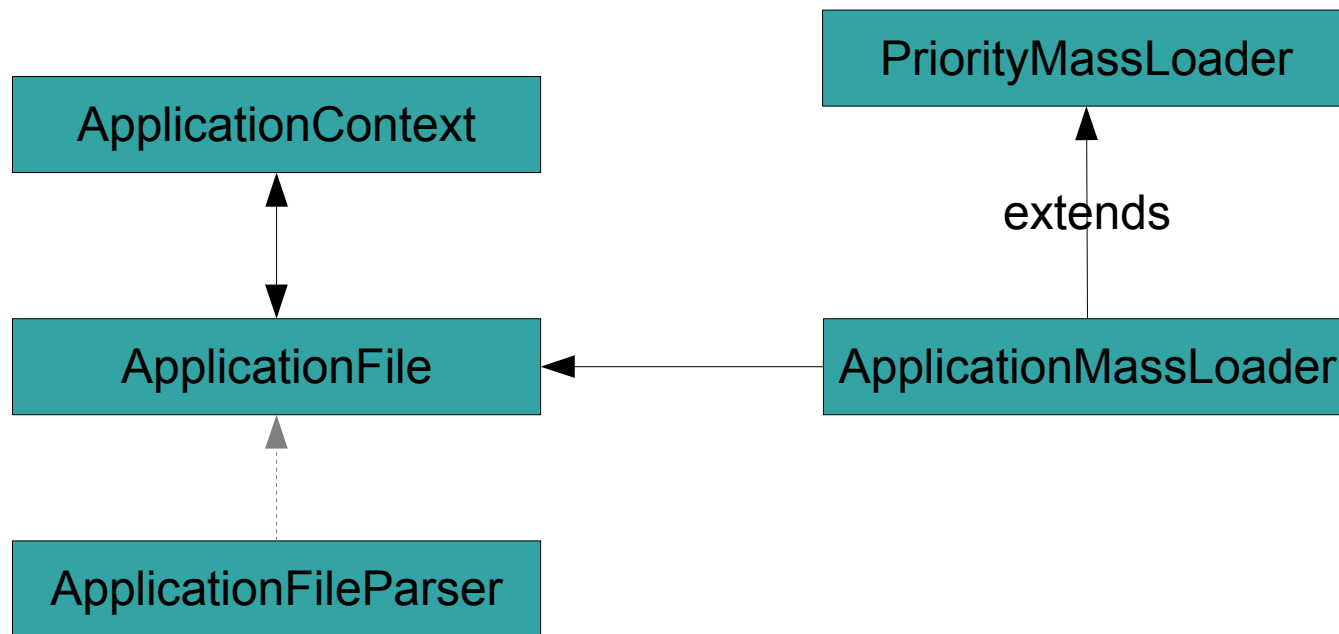 PriorityMassLoader
ApplicationContext
extends
ApplicationFile
ApplicationMassLoader
ApplicationFileParser